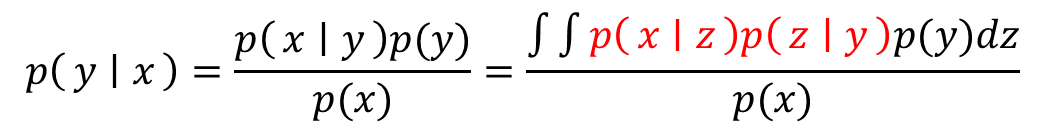 p( y | x ) = p( x | y )p(y) / p(x) = ∫ ∫ p( x | z )p( z | y )p(y)dz / p(x)